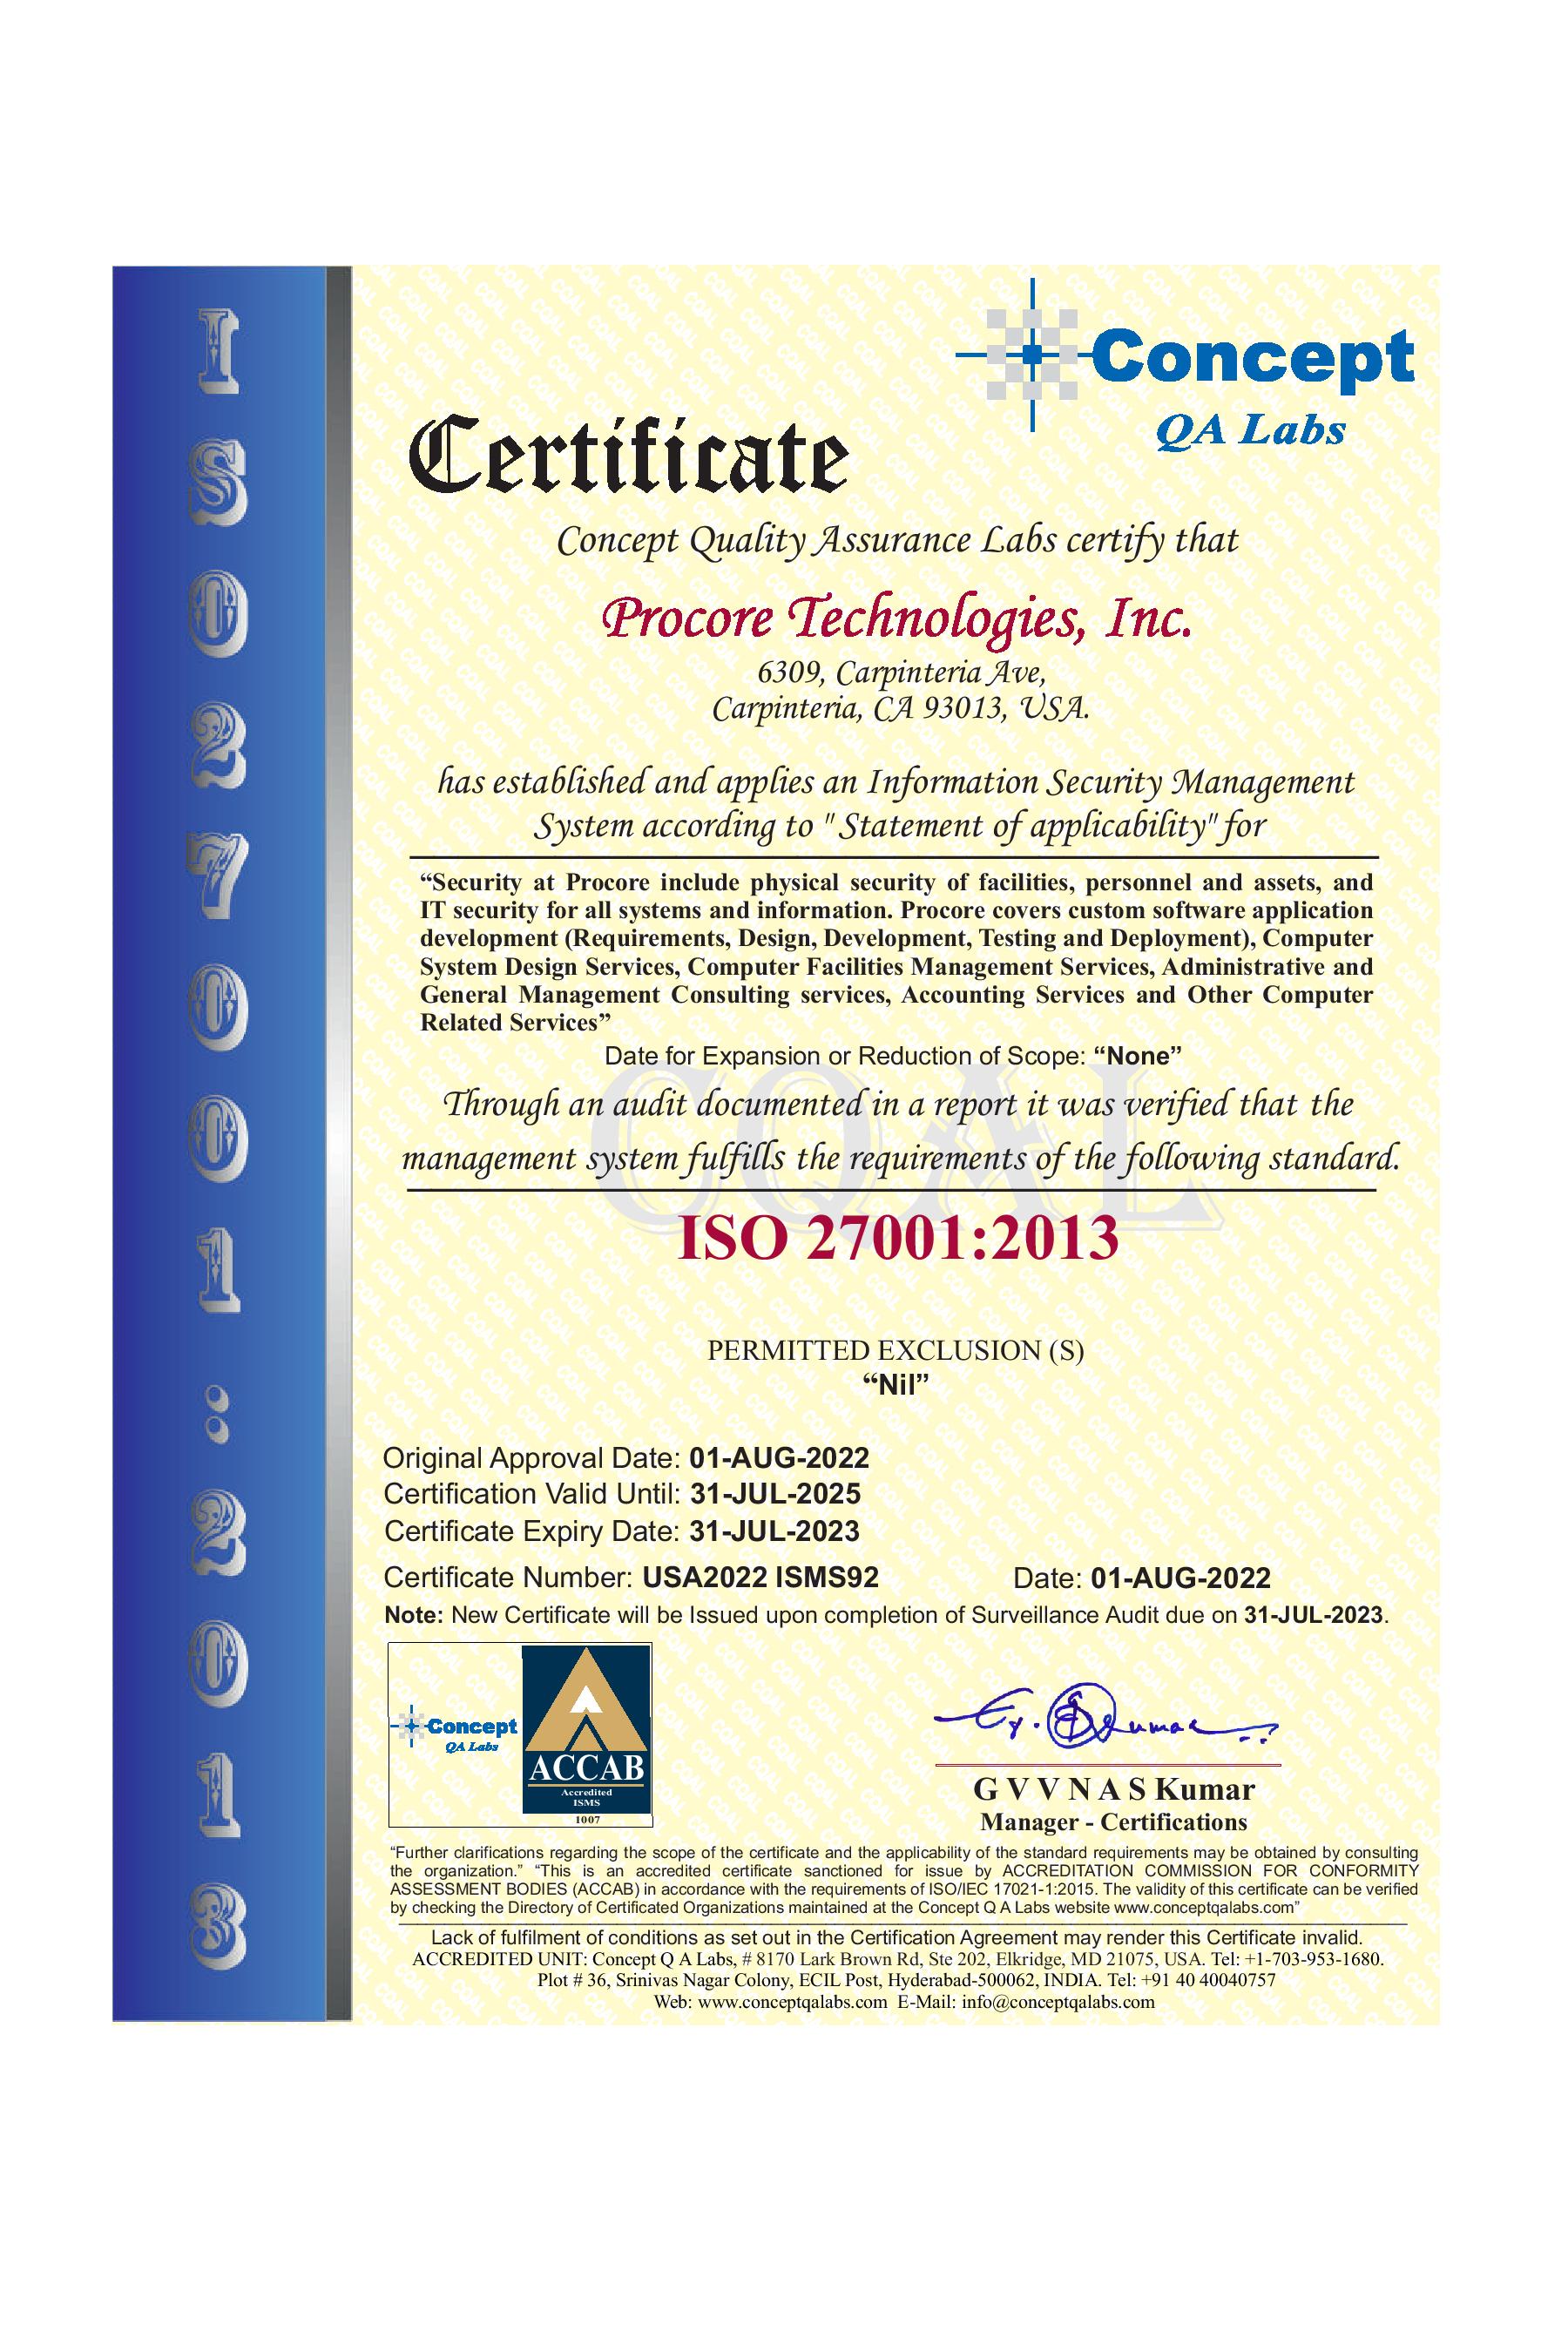 ISO27001:2013
Concept
QA Labs
Certificate
Concept Quality Assurance Labs certify that
Procore Technologies, Inc.
6309, Carpinteria Ave,
Carpinteria, CA 93013, USA.
has established and applies an Information Security Management
System according to " Statement of applicability" for
“Security at Procore include physical security of facilities, personnel and assets, and
IT security for all systems and information. Procore covers custom software application
development (Requirements, Design, Development, Testing and Deployment), Computer
System Design Services, Computer Facilities Management Services, Administrative and
General Management Consulting services, Accounting Services and Other Computer
Related Services”
Date for Expansion or Reduction of Scope: “None”
CQAL
Through an audit documented in a report it was verified that the
management system fulfills the requirements of the following standard.
ISO 27001:2013
PERMITTED EXCLUSION (S)
“Nil”
Original Approval Date: 01-AUG-2022
Certification Valid Until: 31-JUL-2025
Certificate Expiry Date: 31-JUL-2023
Certificate Number: USA2022 ISMS92 Date: 01-AUG-2022
Note: New Certificate will be Issued upon completion of Surveillance Audit due on 31-JUL-2023.
Concept
QA Labs
ACCAB
Accredited
ISMS
1007
G V V N A S Kumar
Manager - Certifications
“Further clarifications regarding the scope of the certificate and the applicability of the standard requirements may be obtained by consulting
the organization.” “This is an accredited certificate sanctioned for issue by ACCREDITATION COMMISSION FOR CONFORMITY
ASSESSMENT BODIES (ACCAB) in accordance with the requirements of ISO/IEC 17021-1:2015. The validity of this certificate can be verified
by checking the Directory of Certificated Organizations maintained at the Concept Q A Labs website www.conceptqalabs.com”
Lack of fulfilment of conditions as set out in the Certification Agreement may render this Certificate invalid.
ACCREDITED UNIT: Concept Q A Labs, # 8170 Lark Brown Rd, Ste 202, Elkridge, MD 21075, USA. Tel: +1-703-953-1680.
Plot # 36, Srinivas Nagar Colony, ECIL Post, Hyderabad-500062, INDIA. Tel: +91 40 40040757
Web: www.conceptqalabs.com E-Mail: info@conceptqalabs.com